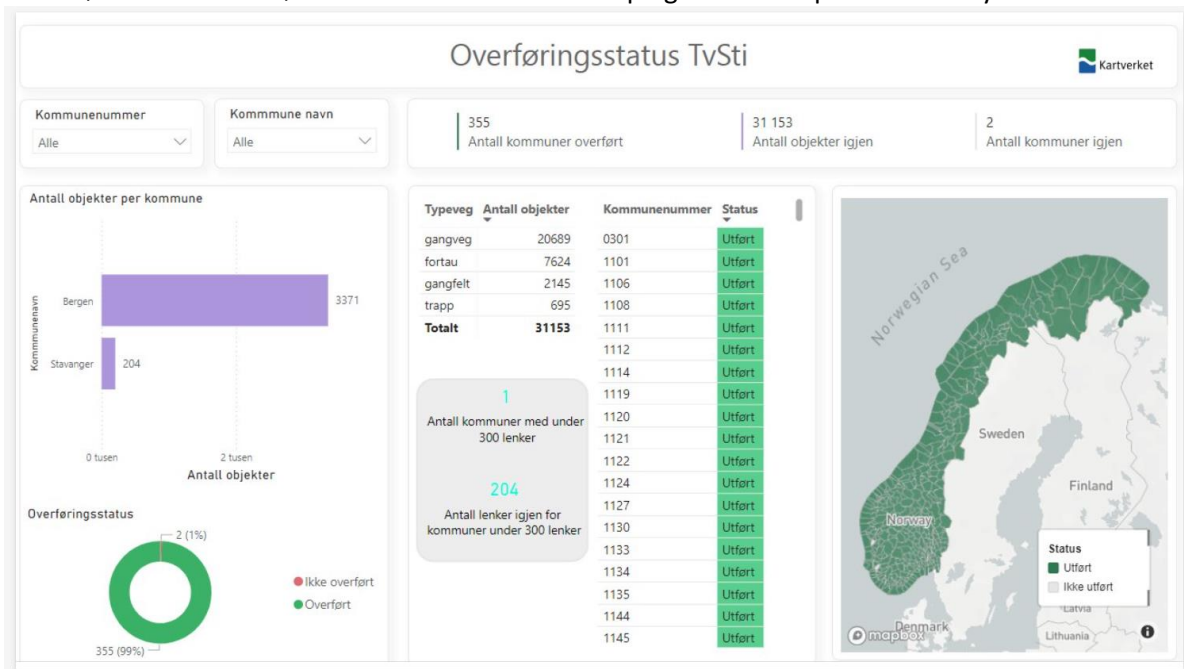 Overføringsstatus TvSti
Kartverket
Kommunenummer
Alle
Kommmune navn
Alle
355
Antall kommuner overført
31 153
Antall objekter igjen
2
Antall kommuner igjen
Antall objekter per kommune
Kommmunenavn
Bergen
3371
Stavanger
204
0 tusen
2 tusen
Antall objekter
Overføringsstatus
2 (1%)
355 (99%)
Ikke overført
Overført
Typeveg Antall objekter
gangveg 20689
fortau 7624
gangfelt 2145
trapp 695
Totalt 31153
1
Antall kommuner med under
300 lenker
204
Antall lenker igjen for
kommuner under 300 lenker
Kommunenummer Status
0301 Utført
1101 Utført
1106 Utført
1108 Utført
1111 Utført
1112 Utført
1114 Utført
1119 Utført
1120 Utført
1121 Utført
1122 Utført
1124 Utført
1127 Utført
1130 Utført
1133 Utført
1134 Utført
1135 Utført
1144 Utført
1145 Utført
Norwegian Sea
Sweden
Finland
Norway
Status
Utført
Ikke utført
Latvia
Denmark
Lithuania
mapbox